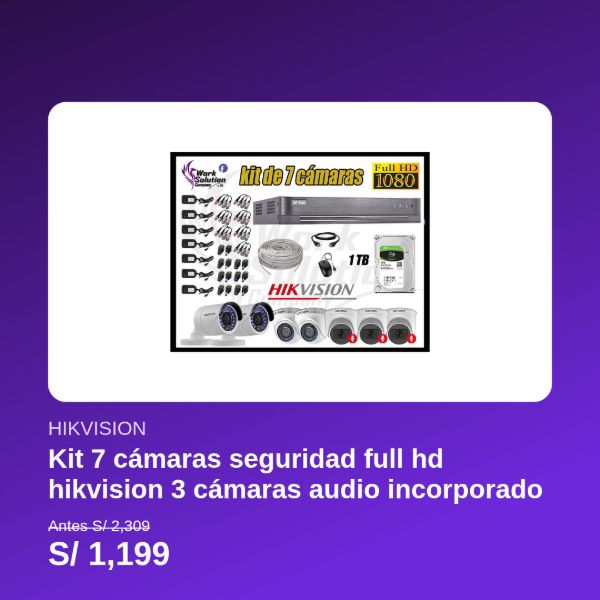 Work
Solution
Company
kit de 7 cámaras
Full HD
1080
1 TB
HIKVISION
HIKVISION
Kit 7 cámaras seguridad full hd
hikvision 3 cámaras audio incorporado
Antes S/ 2,309
S/ 1,199